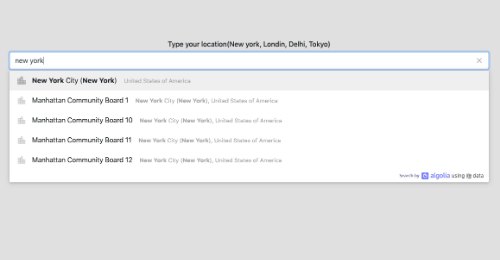 Type your location(New york, Londin, Delhi, Tokyo)
new york
New York City (New York) United States of America
Manhattan Community Board 1 New York City (New York), United States of America
Manhattan Community Board 10 New York City (New York), United States of America
Manhattan Community Board 11 New York City (New York), United States of America
Manhattan Community Board 12 New York City (New York), United States of America
Search by algolia using data